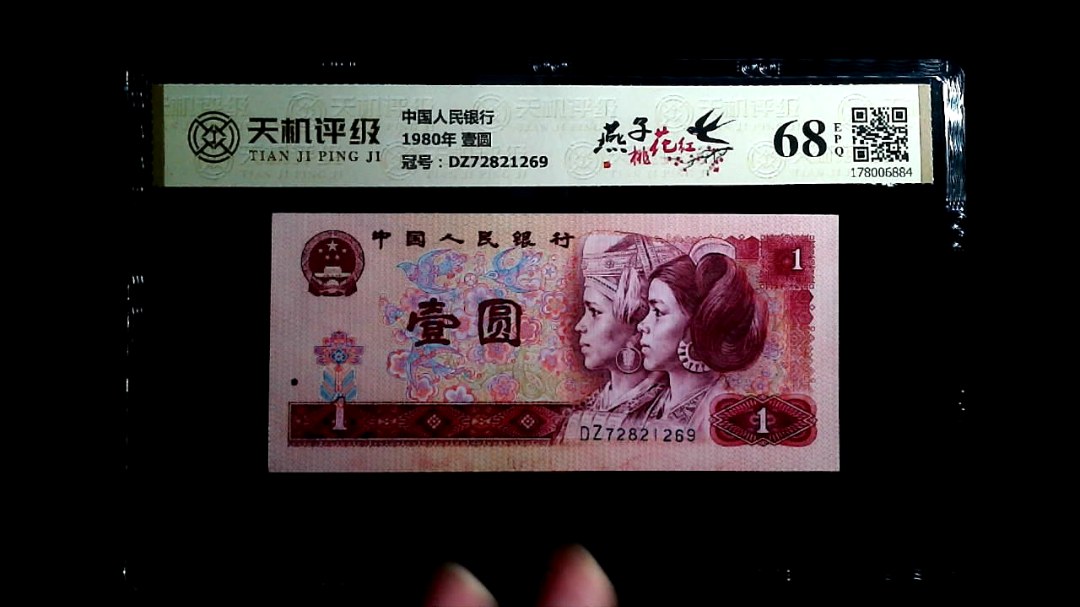 天机评级
TIAN JI PING JI
中国人民银行
1980年 壹圆
冠号：DZ72821269
燕子
桃花红
68
EPQ
178006884
中国人民银行
1
壹圆
1
1
DZ72821269